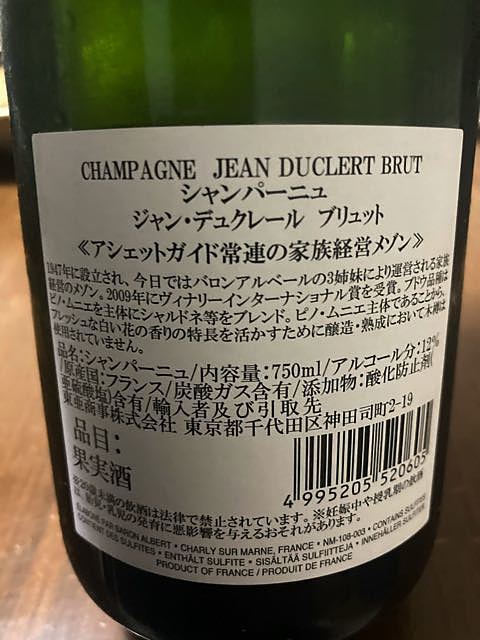 CHAMPAGNE JEAN DUCLERT BRUT
シャンパーニュ
ジャン・デュクレール ブリュット
≪アシェットガイド常連の家族経営メゾン≫
1947年に設立され、今日ではバロンアルベールの3姉妹により運営される家族
経営のメゾン。2009年にヴィナリーインターナショナル賞を受賞。ブドウ品種は
ピノ・ムニエを主体にシャルドネ等をブレンド。ピノ・ムニエ主体であることから、
フレッシュな白い花の香りの特長を活かすために醸造・熟成において木樽は
使用されていません。
品名:シャンパーニュ/内容量:750ml/アルコール分:12%
/原産国:フランス/炭酸ガス含有/添加物:酸化防止剤(
亜硫酸塩)含有/輸入者及び引取先
東亜商事株式会社 東京都千代田区神田司町2-19
品目:
果実酒
4 995205 520605
※20歳未満の飲酒は法律で禁止されています。※妊娠中や授乳期の飲酒
は、胎児・乳児の発育に悪影響を与えるおそれがあります。
ELABORE PAR BARON ALBERT • CHARLY SUR MARNE, FRANCE • NM-108-003 • CONTAINS SULFITES
CONTIENT DES SULFITES • ENTHÄLT SULFITE • SISÄLTÄÄ SULFIITTEJA • INNEHÅLLER SULFITER
PRODUCT OF FRANCE / PRODUIT DE FRANCE